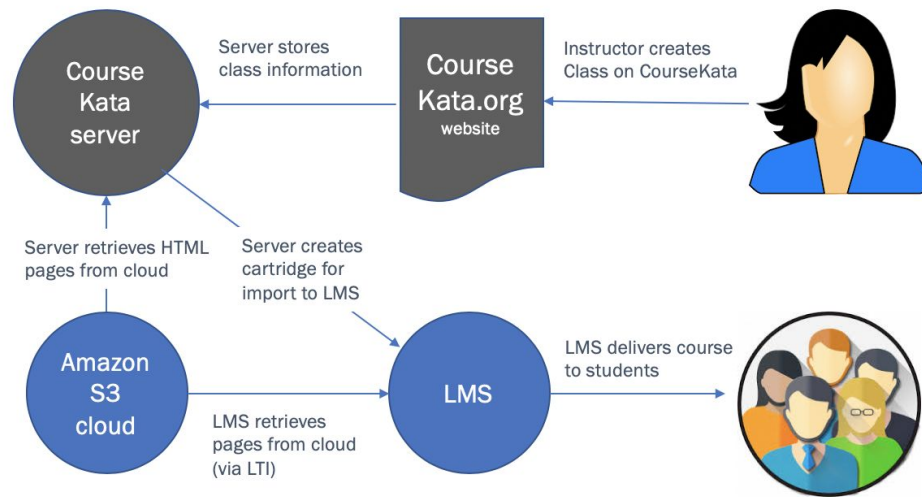 Course
Kata
server
Server stores
class information
Course
Kata.org
website
Instructor creates
Class on CourseKata
Server retrieves HTML
pages from cloud
Server creates
cartridge for
import to LMS
Amazon
S3
cloud
LMS retrieves
pages from cloud
(via LTI)
LMS
LMS delivers course
to students